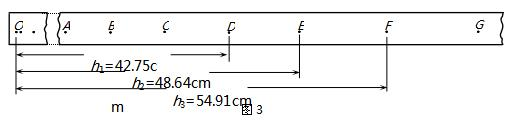 O A B C D E F G
h₁=42.75c
h₂=48.64cm
m h₃=54.91cm
图 3